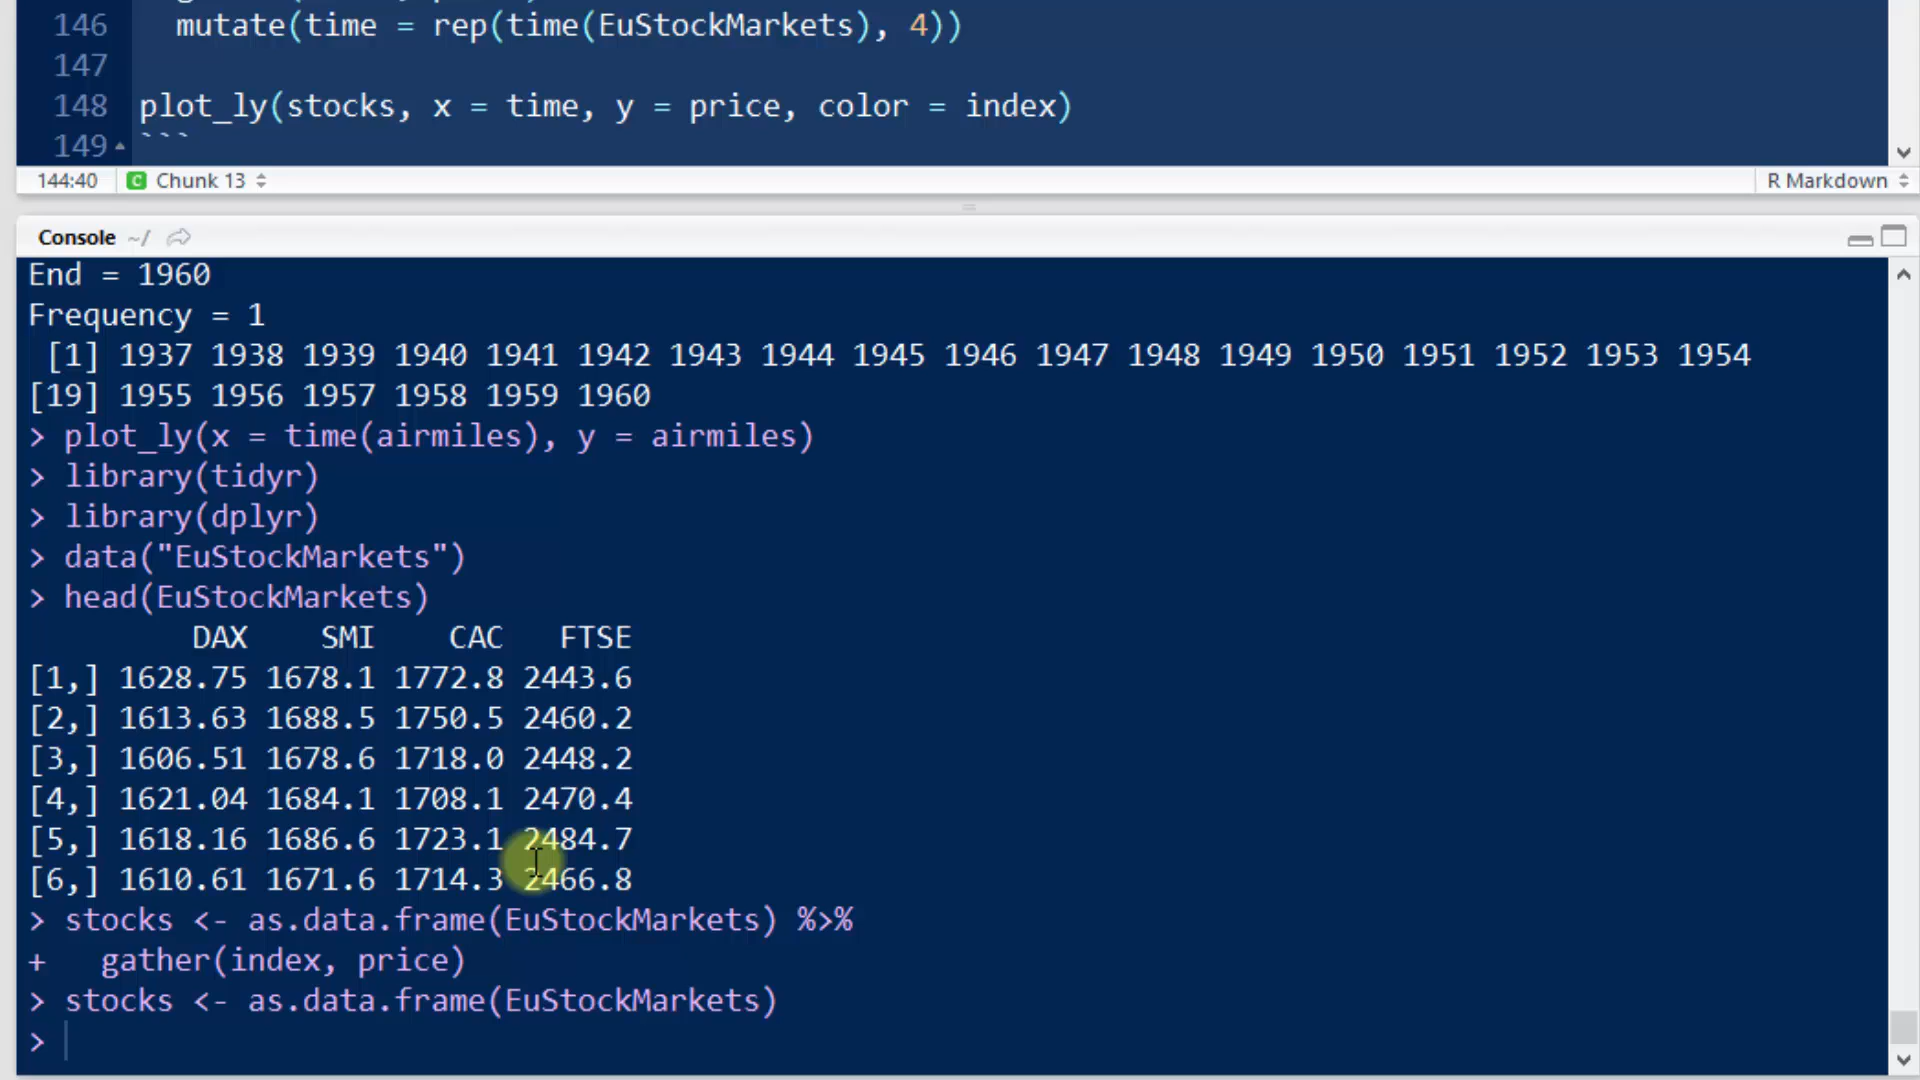 146 mutate(time = rep(time(EuStockMarkets), 4))
147
148 plot_ly(stocks, x = time, y = price, color = index)
149 ```
144:40 C Chunk 13 R Markdown
Console ~/
End = 1960
Frequency = 1
[1] 1937 1938 1939 1940 1941 1942 1943 1944 1945 1946 1947 1948 1949 1950 1951 1952 1953 1954
[19] 1955 1956 1957 1958 1959 1960
> plot_ly(x = time(airmiles), y = airmiles)
> library(tidyr)
> library(dplyr)
> data("EuStockMarkets")
> head(EuStockMarkets)
DAX SMI CAC FTSE
[1,] 1628.75 1678.1 1772.8 2443.6
[2,] 1613.63 1688.5 1750.5 2460.2
[3,] 1606.51 1678.6 1718.0 2448.2
[4,] 1621.04 1684.1 1708.1 2470.4
[5,] 1618.16 1686.6 1723.1 2484.7
[6,] 1610.61 1671.6 1714.3 2466.8
> stocks <- as.data.frame(EuStockMarkets) %>%
+ gather(index, price)
> stocks <- as.data.frame(EuStockMarkets)
>